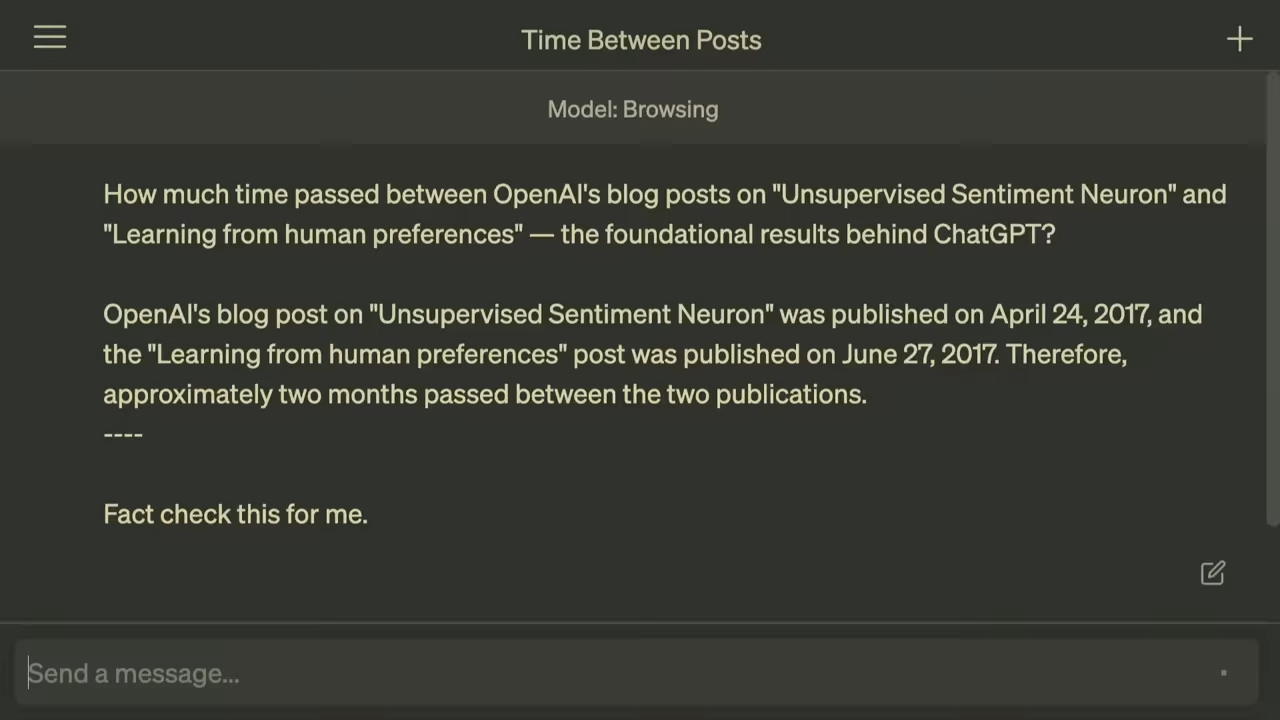 Time Between Posts
Model: Browsing
How much time passed between OpenAI's blog posts on "Unsupervised Sentiment Neuron" and
"Learning from human preferences" — the foundational results behind ChatGPT?
OpenAI's blog post on "Unsupervised Sentiment Neuron" was published on April 24, 2017, and
the "Learning from human preferences" post was published on June 27, 2017. Therefore,
approximately two months passed between the two publications.
----
Fact check this for me.
Send a message...